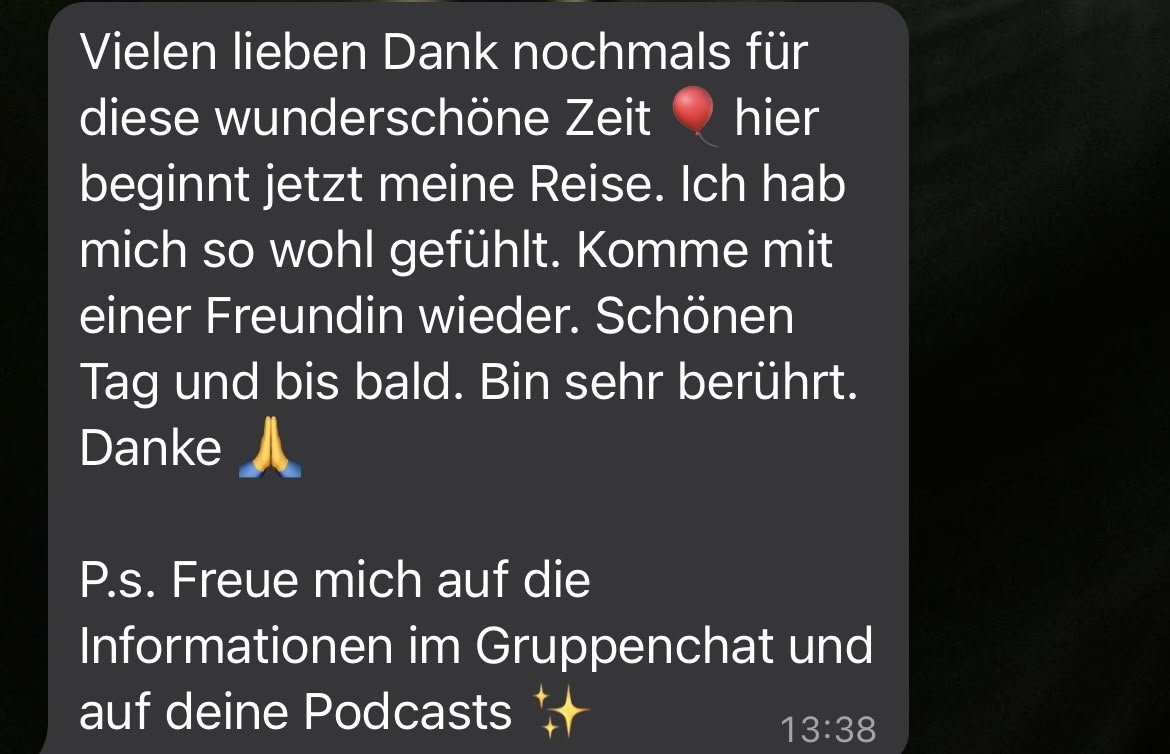 Vielen lieben Dank nochmals für
diese wunderschöne Zeit 🎈 hier
beginnt jetzt meine Reise. Ich hab
mich so wohl gefühlt. Komme mit
einer Freundin wieder. Schönen
Tag und bis bald. Bin sehr berührt.
Danke 🙏
P.s. Freue mich auf die
Informationen im Gruppenchat und
auf deine Podcasts ✨
13:38